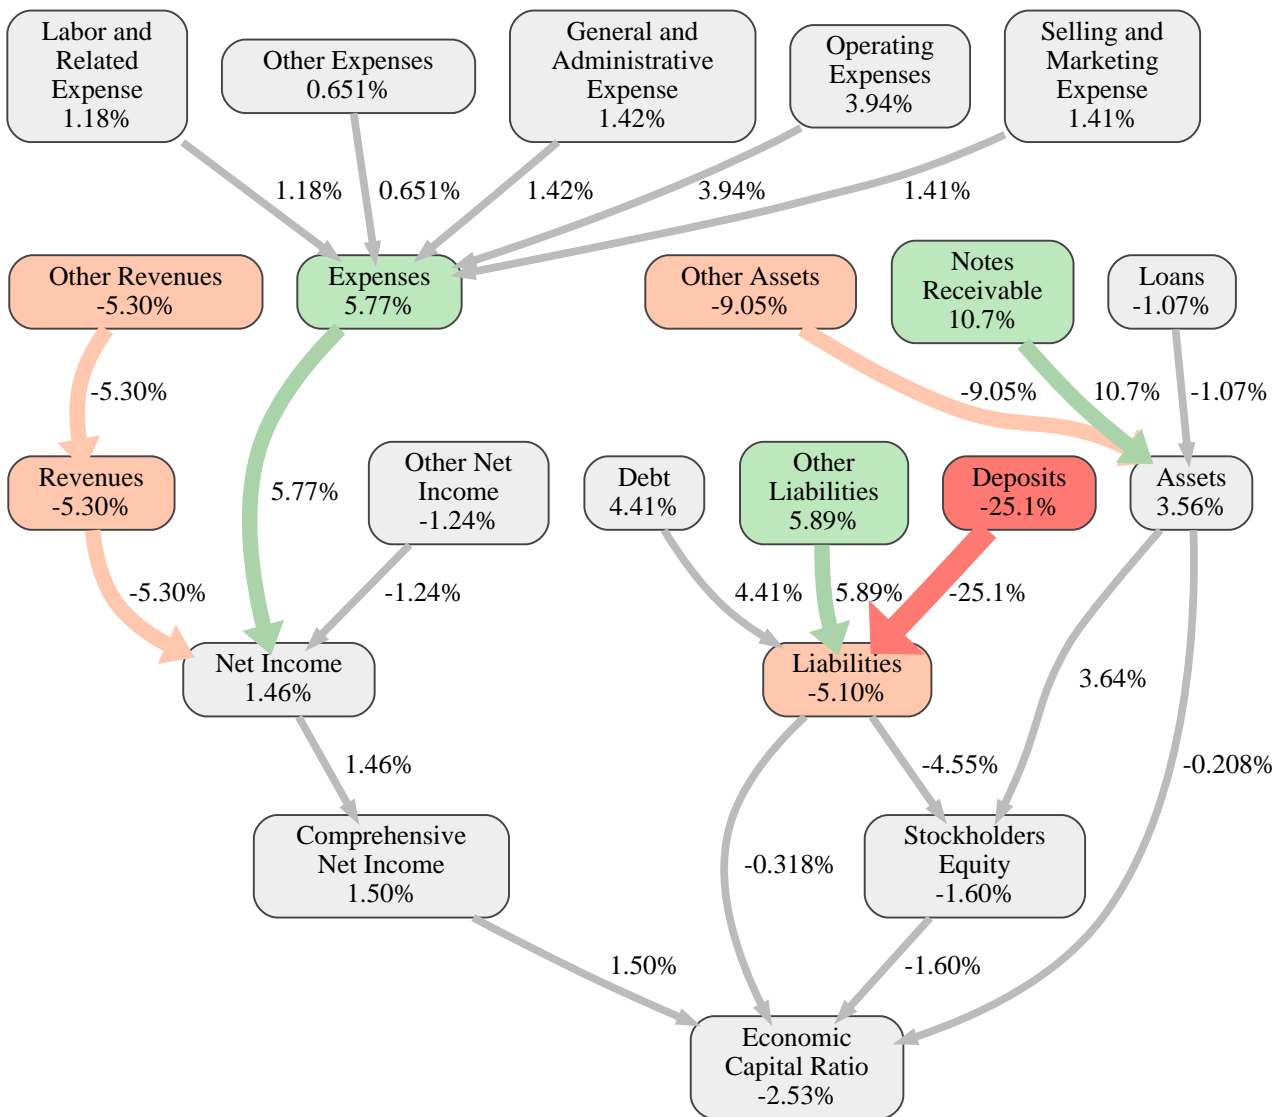 Labor and
Related
Expense
1.18%
Other Expenses
0.651%
General and
Administrative
Expense
1.42%
Operating
Expenses
3.94%
Selling and
Marketing
Expense
1.41%
1.18%
0.651%
1.42%
3.94%
1.41%
Other Revenues
-5.30%
Expenses
5.77%
Other Assets
-9.05%
Notes
Receivable
10.7%
Loans
-1.07%
-5.30%
-9.05%
10.7%
-1.07%
Revenues
-5.30%
5.77%
Other Net
Income
-1.24%
Debt
4.41%
Other
Liabilities
5.89%
Deposits
-25.1%
Assets
3.56%
-5.30%
-1.24%
4.41%
5.89%
-25.1%
Net Income
1.46%
Liabilities
-5.10%
3.64%
1.46%
-4.55%
-0.208%
Comprehensive
Net Income
1.50%
-0.318%
Stockholders
Equity
-1.60%
1.50%
-1.60%
Economic
Capital Ratio
-2.53%